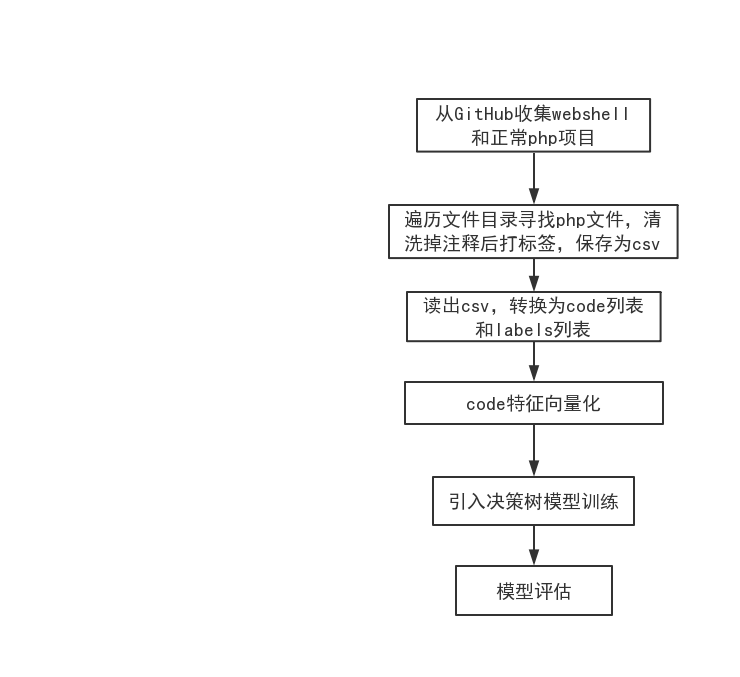 从GitHub收集webshell
和正常php项目
遍历文件目录寻找php文件，清
洗掉注释后打标签，保存为csv
读出csv，转换为code列表
和labels列表
code特征向量化
引入决策树模型训练
模型评估